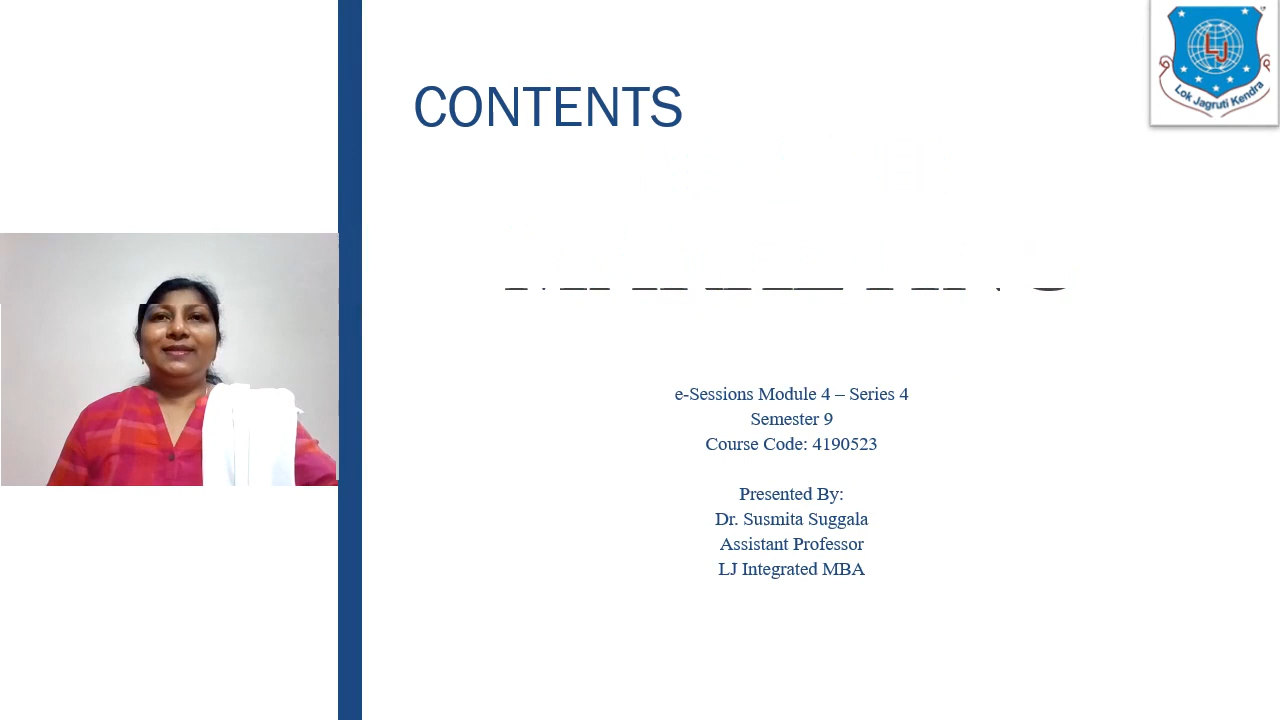 LJ
Lok Jagruti Kendra
CONTENTS
e-Sessions Module 4 – Series 4
Semester 9
Course Code: 4190523
Presented By:
Dr. Susmita Suggala
Assistant Professor
LJ Integrated MBA